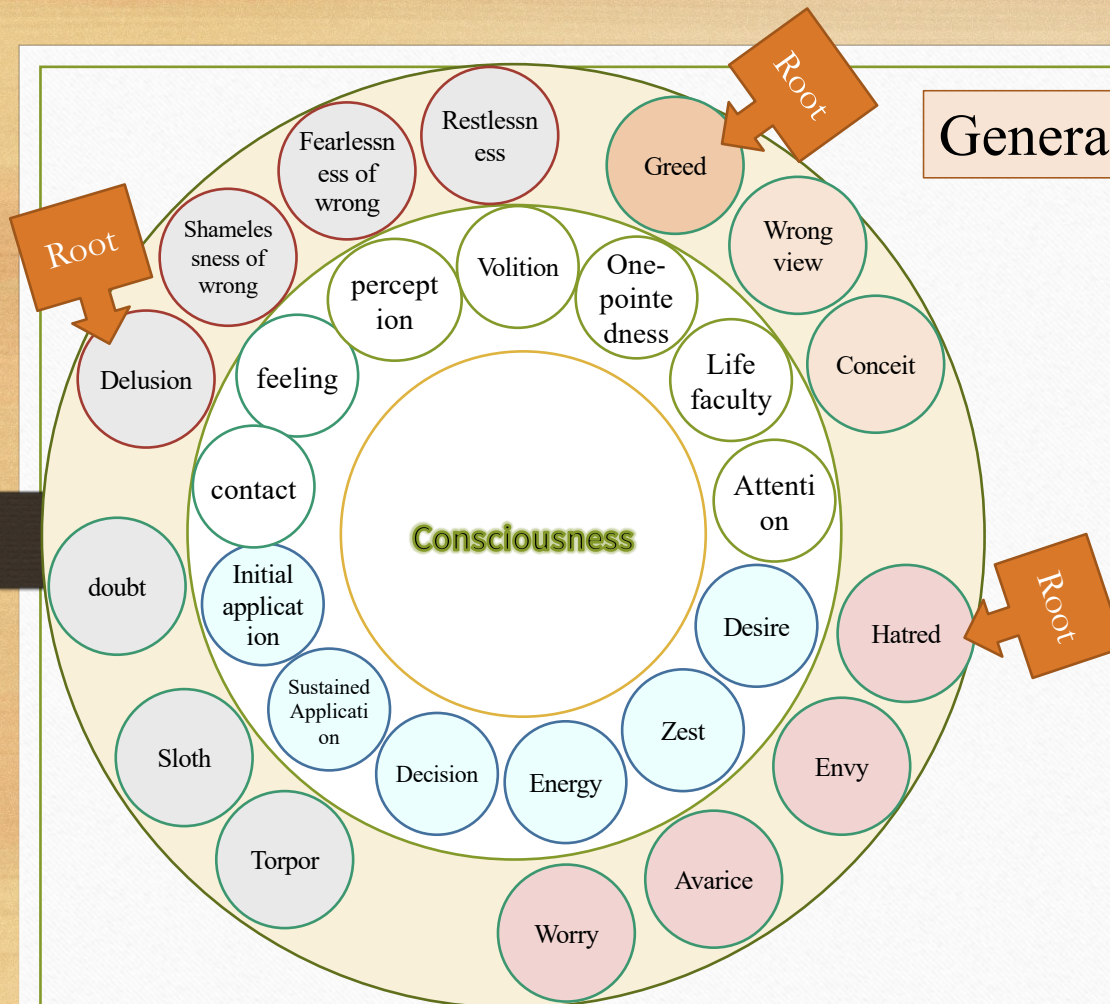 Genera
Root
Root
Root
Restlessn
ess
Fearlessn
ess of
wrong
Shameles
sness of
wrong
Delusion
doubt
Sloth
Torpor
Greed
Wrong
view
Conceit
Hatred
Envy
Avarice
Worry
Volition
percept
ion
feeling
contact
One-
pointe
dness
Life
faculty
Attenti
on
Initial
applicat
ion
Sustained
Applicati
on
Decision
Energy
Zest
Desire
Consciousness